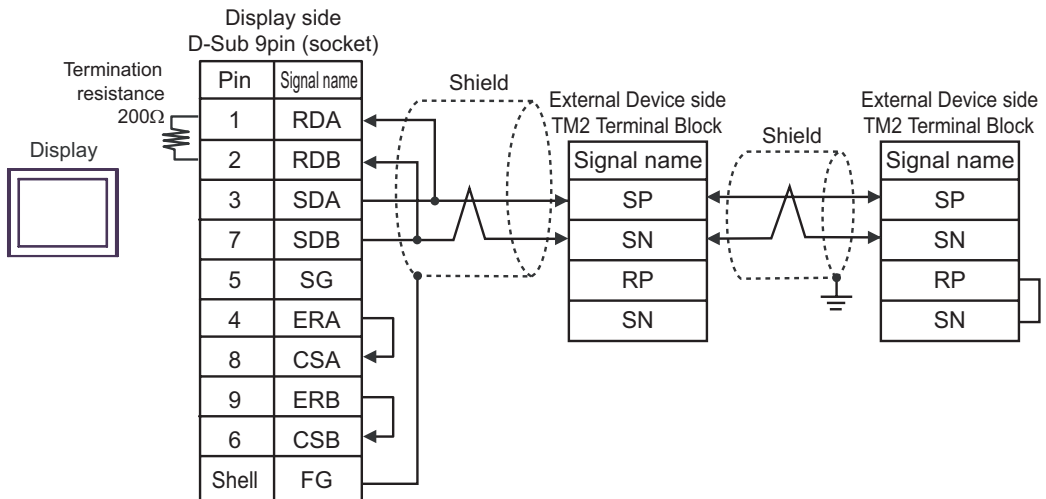 Display side
D-Sub 9pin (socket)
Termination
resistance
200Ω
Display
Pin Signal name
1 RDA
2 RDB
3 SDA
7 SDB
5 SG
4 ERA
8 CSA
9 ERB
6 CSB
Shell FG
Shield
External Device side
TM2 Terminal Block
Signal name
SP
SN
RP
SN
Shield
External Device side
TM2 Terminal Block
Signal name
SP
SN
RP
SN